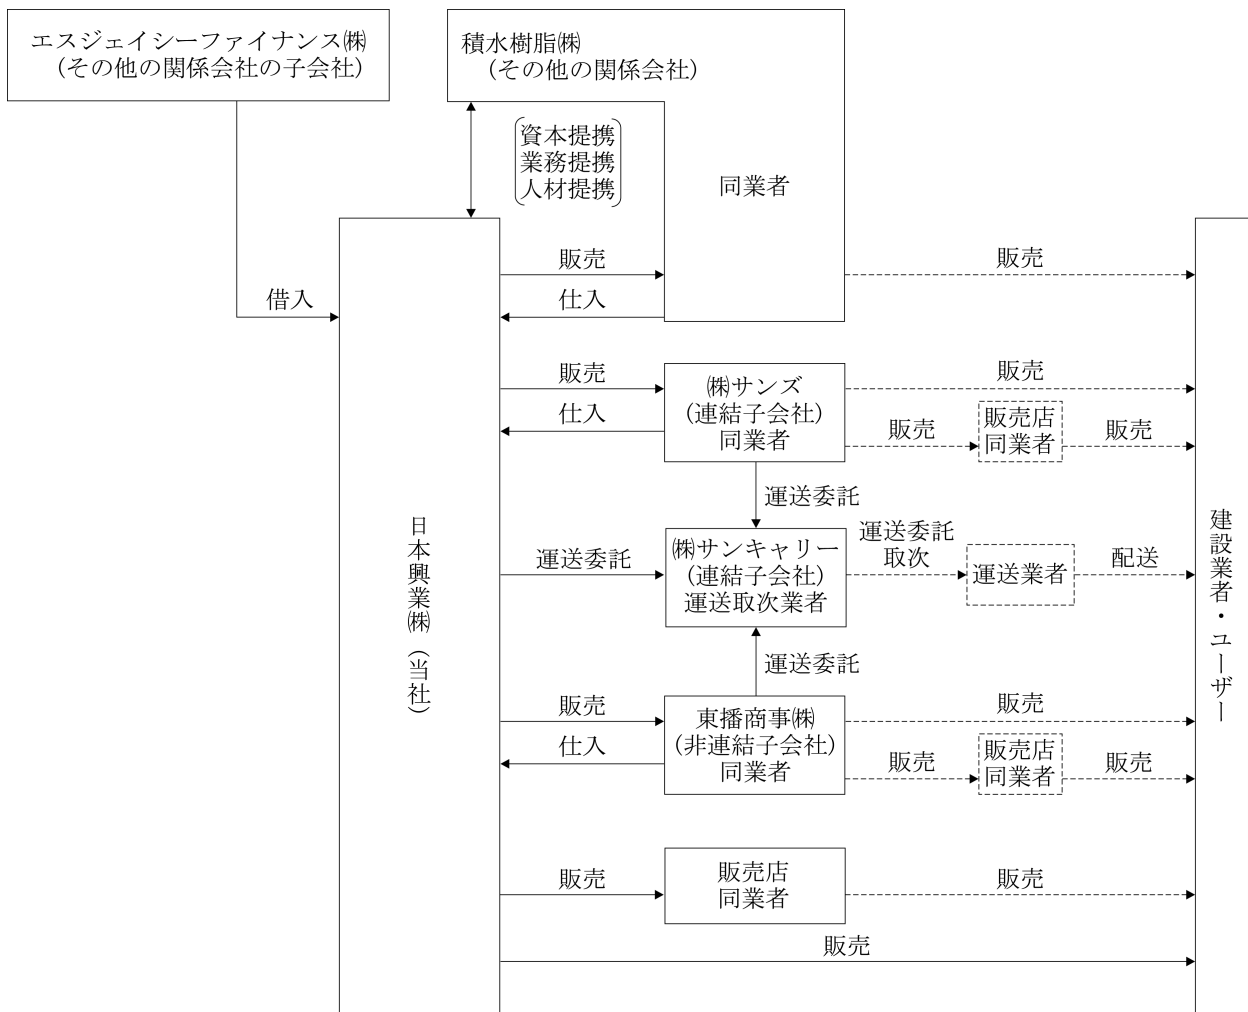 エスジェイシーファイナンス㈱
(その他の関係会社の子会社)
積水樹脂㈱
(その他の関係会社)
資本提携
業務提携
人材提携
同業者
販売
販売
借入
仕入
販売
㈱サンズ
(連結子会社)
同業者
販売
仕入
販売
販売店
同業者
販売
運送委託
日本興業㈱(当社)
運送委託
㈱サンキャリー
(連結子会社)
運送取次業者
運送委託
取次
運送業者
配送
建設業者・ユーザー
運送委託
販売
東播商事㈱
(非連結子会社)
同業者
販売
仕入
販売
販売店
同業者
販売
販売
販売店
同業者
販売
販売